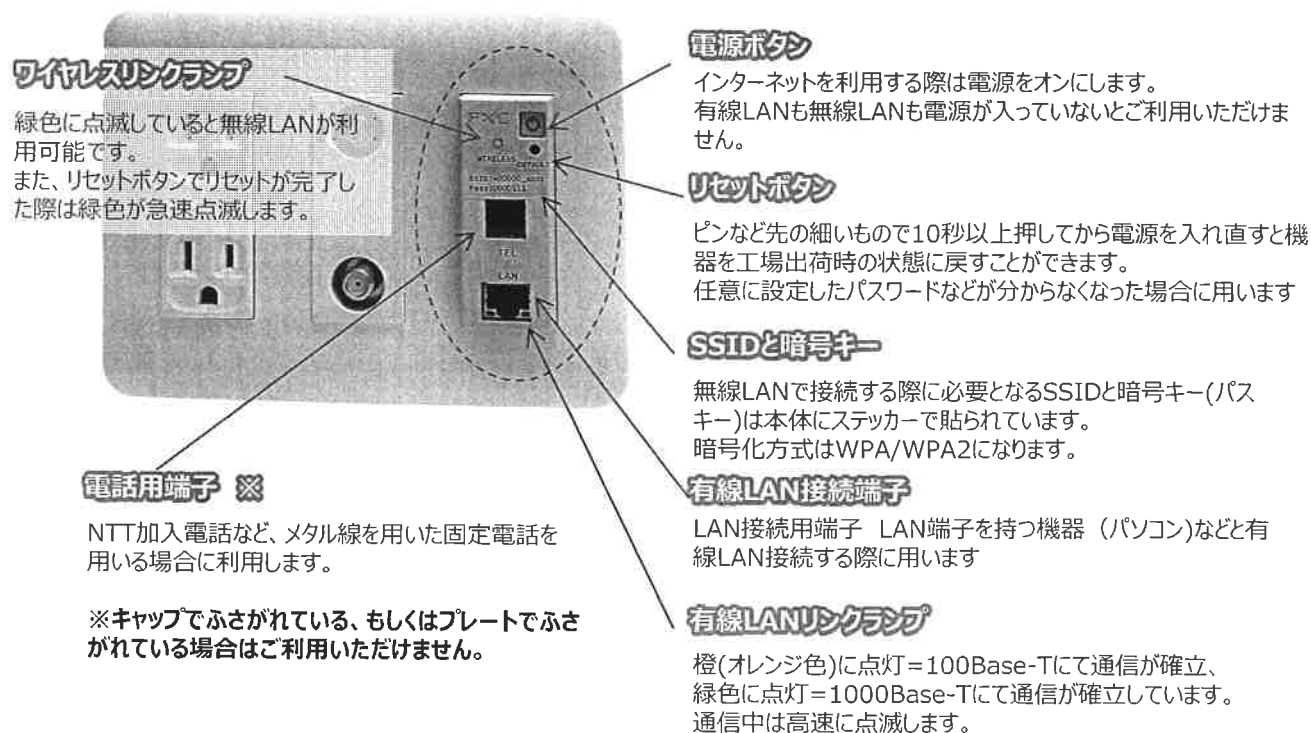 ワイヤレスリンクランプ
緑色に点滅していると無線LANが利
用可能です。
また、リセットボタンでリセットが完了し
た際は緑色が急速点滅します。
電源ボタン
インターネットを利用する際は電源をオンにします。
有線LANも無線LANも電源が入っていないとご利用いただけま
せん。
リセットボタン
ピンなど先の細いもので10秒以上押してから電源を入れ直すと機
器を工場出荷時の状態に戻すことができます。
任意に設定したパスワードなどが分からなくなった場合に用います
SSIDと暗号キー
無線LANで接続する際に必要となるSSIDと暗号キー(パス
キー)は本体にステッカーで貼られています。
暗号化方式はWPA/WPA2になります。
有線LAN接続端子
LAN接続用端子 LAN端子を持つ機器 (パソコン)などと有
線LAN接続する際に用います
有線LANリンクランプ
橙(オレンジ色)に点灯=100Base-Tにて通信が確立、
緑色に点灯=1000Base-Tにて通信が確立しています。
通信中は高速に点滅します。
電話用端子 ※
NTT加入電話など、メタル線を用いた固定電話を
用いる場合に利用します。
※キャップでふさがれている、もしくはプレートでふさ
がれている場合はご利用いただけません。
WIRELESS
DEFAULT
TEL
LAN